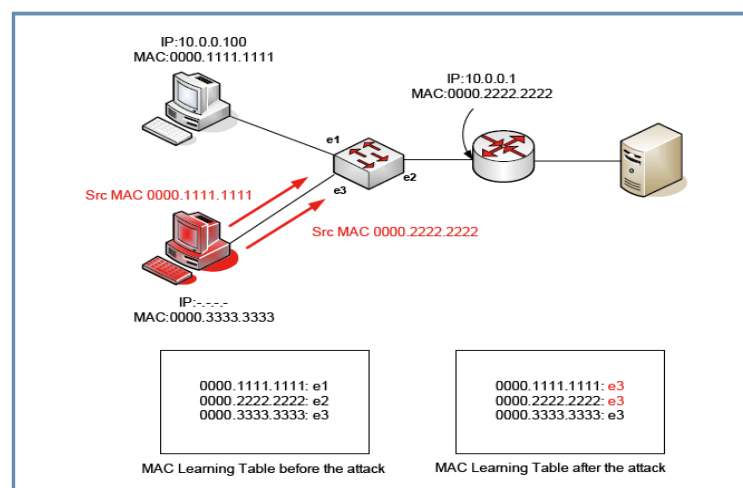 IP:10.0.0.100
MAC:0000.1111.1111
IP:10.0.0.1
MAC:0000.2222.2222
e1
e3
e2
Src MAC 0000.1111.1111
Src MAC 0000.2222.2222
IP:-.-.-.-
MAC:0000.3333.3333
0000.1111.1111: e1
0000.2222.2222: e2
0000.3333.3333: e3
MAC Learning Table before the attack
0000.1111.1111: e3
0000.2222.2222: e3
0000.3333.3333: e3
MAC Learning Table after the attack